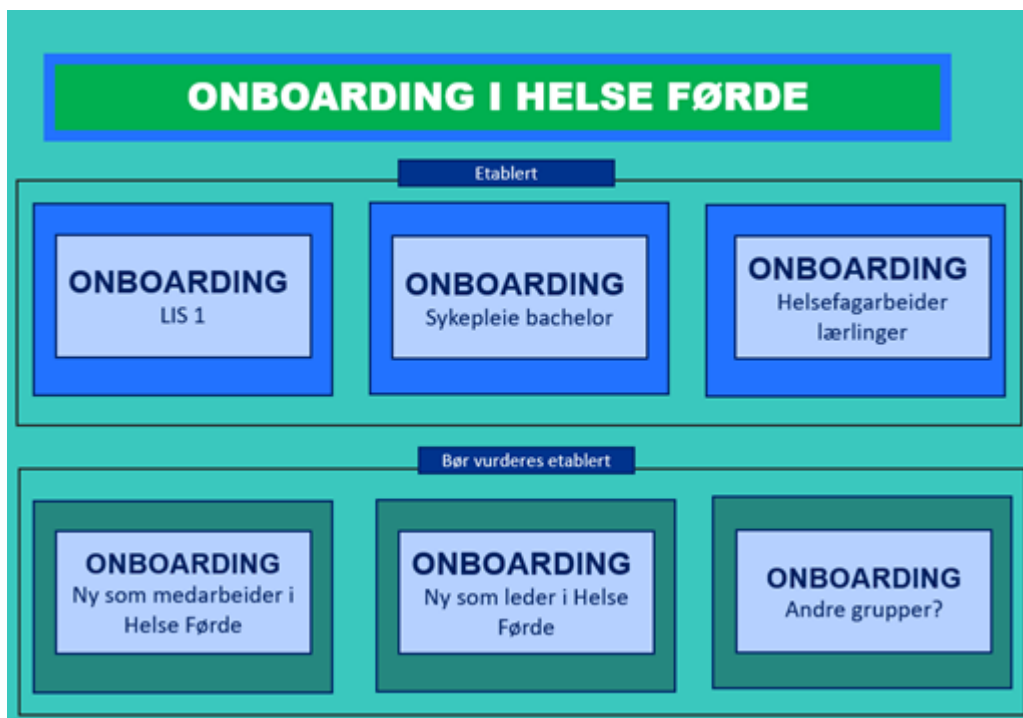 ONBOARDING I HELSE FØRDE
Etablert
ONBOARDING
LIS 1
ONBOARDING
Sykepleie bachelor
ONBOARDING
Helsefagarbeider
lærlinger
Bør vurderes etablert
ONBOARDING
Ny som medarbeider i
Helse Førde
ONBOARDING
Ny som leder i Helse
Førde
ONBOARDING
Andre grupper?